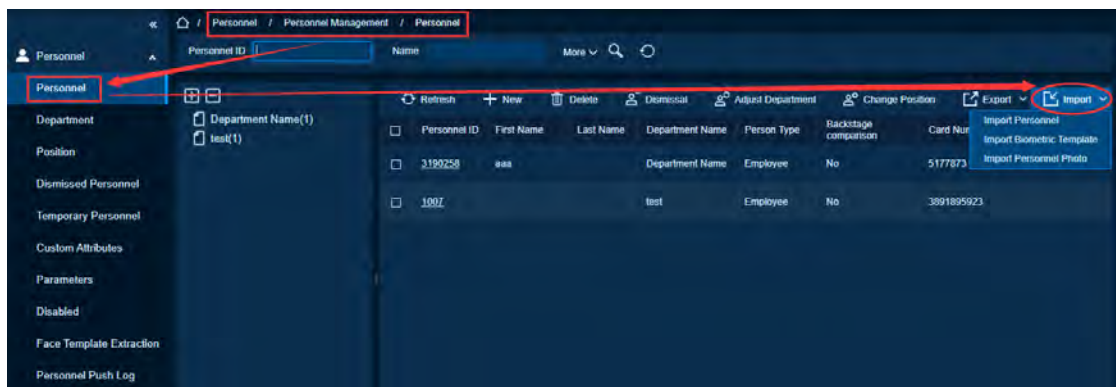 « / Personnel / Personnel Management / Personnel
Personnel
Personnel ID Name More
Personnel
Refresh New Delete Dismissal Adjust Department Change Position Export Import
Department Name(1)
test(1)
Import Personnel
Import Biometric Template
Import Personnel Photo
Personnel ID First Name Last Name Department Name Person Type Backstage comparison Card Num
3190258 aaa Department Name Employee No 5177873
1007 test Employee No 3891895923
Department
Position
Dismissed Personnel
Temporary Personnel
Custom Attributes
Parameters
Disabled
Face Template Extraction
Personnel Push Log